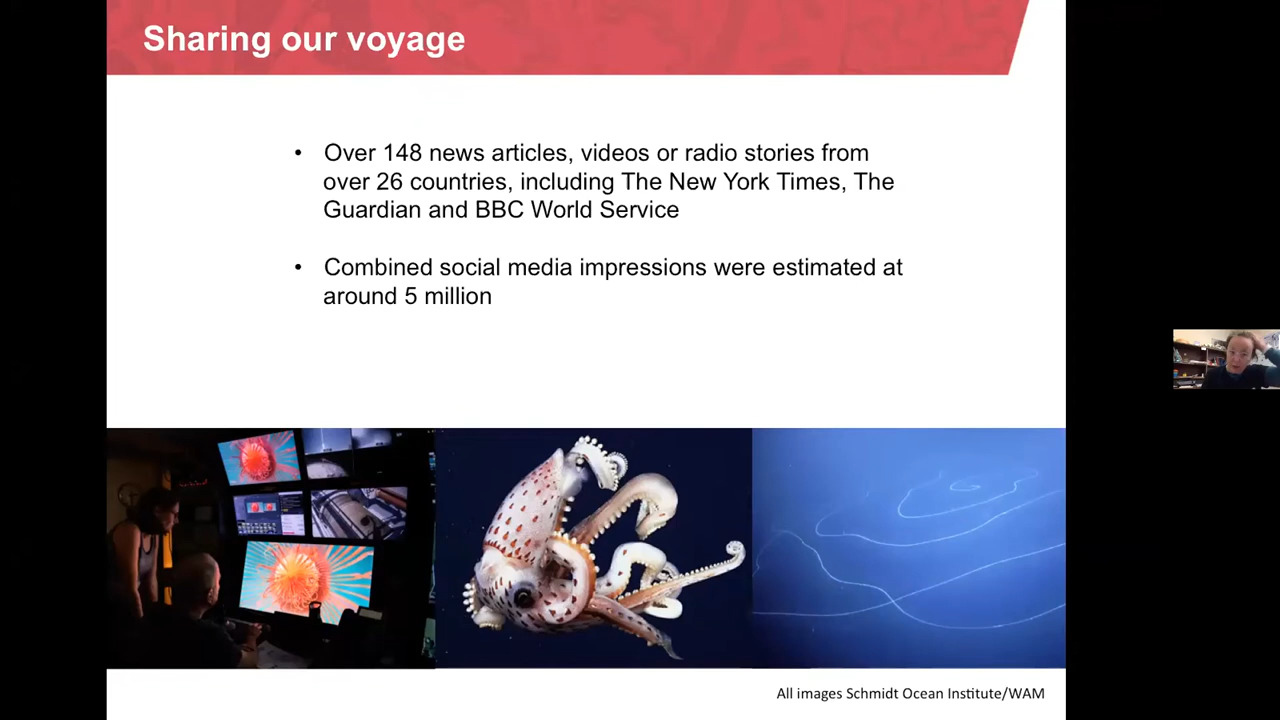 Sharing our voyage
• Over 148 news articles, videos or radio stories from
over 26 countries, including The New York Times, The
Guardian and BBC World Service
• Combined social media impressions were estimated at
around 5 million
All images Schmidt Ocean Institute/WAM